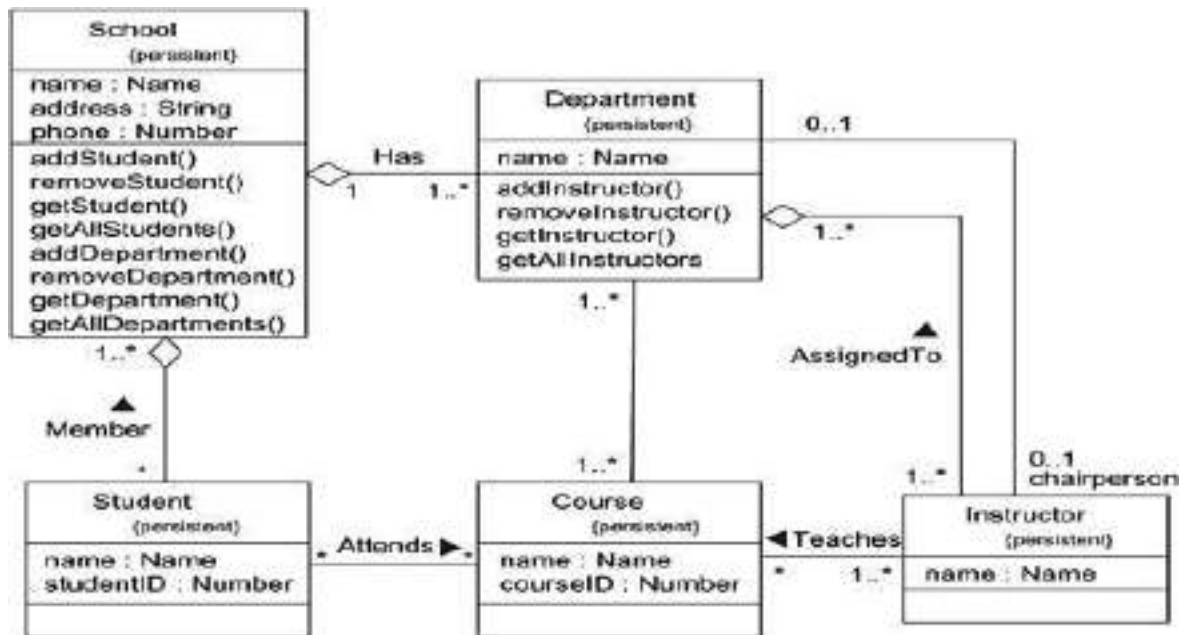 School
{persistent}
name : Name
address : String
phone : Number
addStudent()
removeStudent()
getStudent()
getAllStudents()
addDepartment()
removeDepartment()
getDepartment()
getAllDepartments()
Has
1
1..*
Department
{persistent}
name : Name
addInstructor()
removeInstructor()
getInstructor()
getAllInstructors
0..1
1..*
1..*
1..*
AssignedTo
Member
*
1..*
1..*
0..1
chairperson
Student
{persistent}
name : Name
studentID : Number
* Attends ▶ *
Course
{persistent}
name : Name
courseID : Number
◀ Teaches
*
1..*
Instructor
{persistent}
name : Name